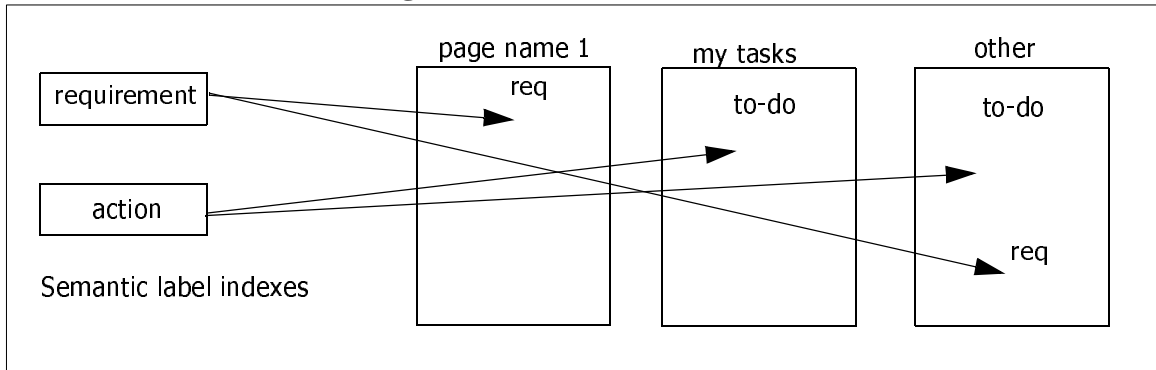 page name 1
my tasks
other
requirement
req
to-do
to-do
action
req
Semantic label indexes